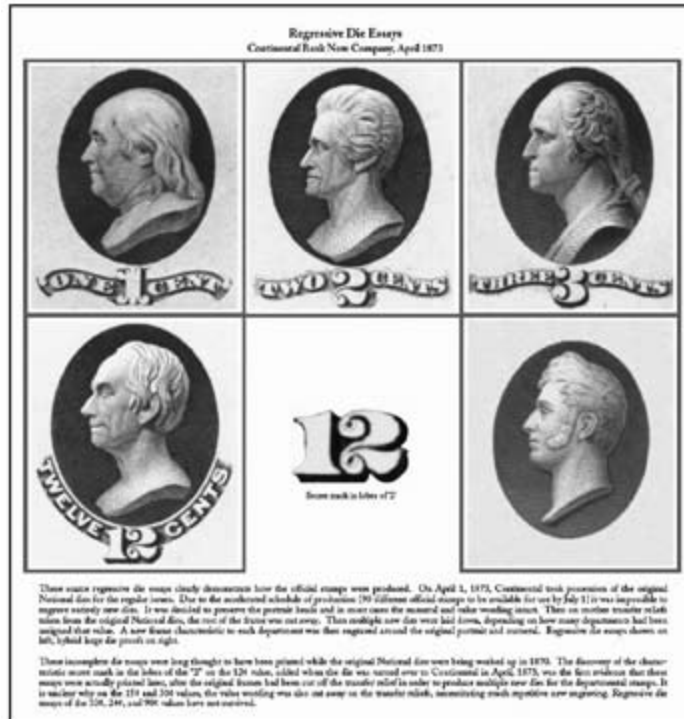 Regressive Die Essays
Continental Bank Note Company, April 1873
ONE 1 CENT
TWO 2 CENTS
THREE 3 CENTS
TWELVE 12 CENTS
12
Secret mark in lobes of '2'
These scarce regressive die essays clearly demonstrate how the official stamps were produced. On April 1, 1873, Continental took possession of the original
National dies for the regular issues. Due to the accelerated schedule of production (90 different official stamps to be available for use by July 1) it was impossible to
engrave entirely new dies. It was decided to preserve the portrait heads and in most cases the numeral and value wording intact. Then on mother transfer reliefs
taken from the original National dies, the rest of the frame was cut away. Then multiple new dies were laid down, depending on how many departments had been
assigned that value. A new frame characteristic to each department was then engraved around the original portrait and numeral. Regressive die essays shown on
left, hybrid large die proofs on right.
These incomplete die essays were long thought to have been printed while the original National dies were being worked up in 1870. The discovery of the charac-
teristic secret mark in the lobes of the "2" on the 12¢ value, added when the die was turned over to Continental in April, 1873, was the first evidence that these
essays were actually printed later, after the original frames had been cut off the transfer relief in order to produce multiple new dies for the departmental stamps. It
is unclear why on the 15¢ and 30¢ values, the value wording was also cut away on the transfer reliefs, necessitating much repetitive new engraving. Regressive die
essays of the 24¢, and 90¢ values have not survived.